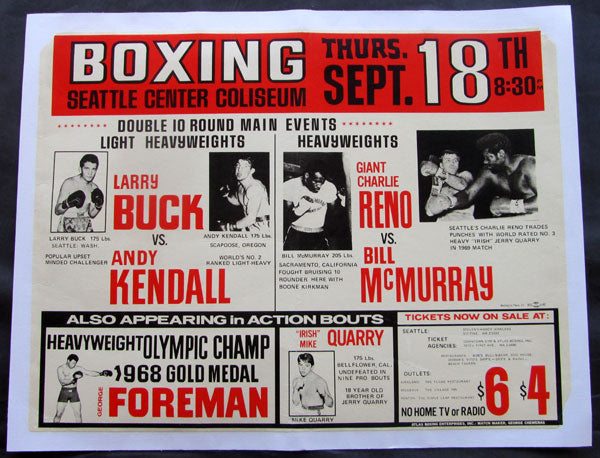 BOXING
SEATTLE CENTER COLISEUM
THURS.
SEPT. 18TH
8:30PM
DOUBLE 10 ROUND MAIN EVENTS
LIGHT HEAVYWEIGHTS
LARRY
BUCK
VS.
ANDY
KENDALL
LARRY BUCK 175 Lbs.
SEATTLE, WASH.
POPULAR UPSET
MINDED CHALLENGER
ANDY KENDALL 175 Lbs.
SCAPOOSE, OREGON
WORLD'S NO. 2
RANKED LIGHT-HEAVY
HEAVYWEIGHTS
GIANT
CHARLIE
RENO
VS.
BILL
McMURRAY
BILL McMURRAY 205 Lbs.
SACRAMENTO, CALIFORNIA
FOUGHT BRUISING 10
ROUNDER HERE WITH
BOONE KIRKMAN
SEATTLE'S CHARLIE RENO TRADES
PUNCHES WITH WORLD RATED NO. 3
HEAVY "IRISH" JERRY QUARRY
IN 1969 MATCH
ALSO APPEARING in ACTION BOUTS
HEAVYWEIGHT OLYMPIC CHAMP
1968 GOLD MEDAL
GEORGE
FOREMAN
"IRISH"
MIKE
QUARRY
175 Lbs.
BELLFLOWER, CAL.
UNDEFEATED IN
NINE PRO BOUTS
18 YEAR OLD
BROTHER OF
JERRY QUARRY
MIKE QUARRY
TICKETS NOW ON SALE AT:
SEATTLE:
TICKET
AGENCIES:
OUTLETS:
$6 $4
NO HOME TV or RADIO
ATLAS BOXING ENTERPRISES, INC. / MATCH MAKER, GEORGE CHEMERES